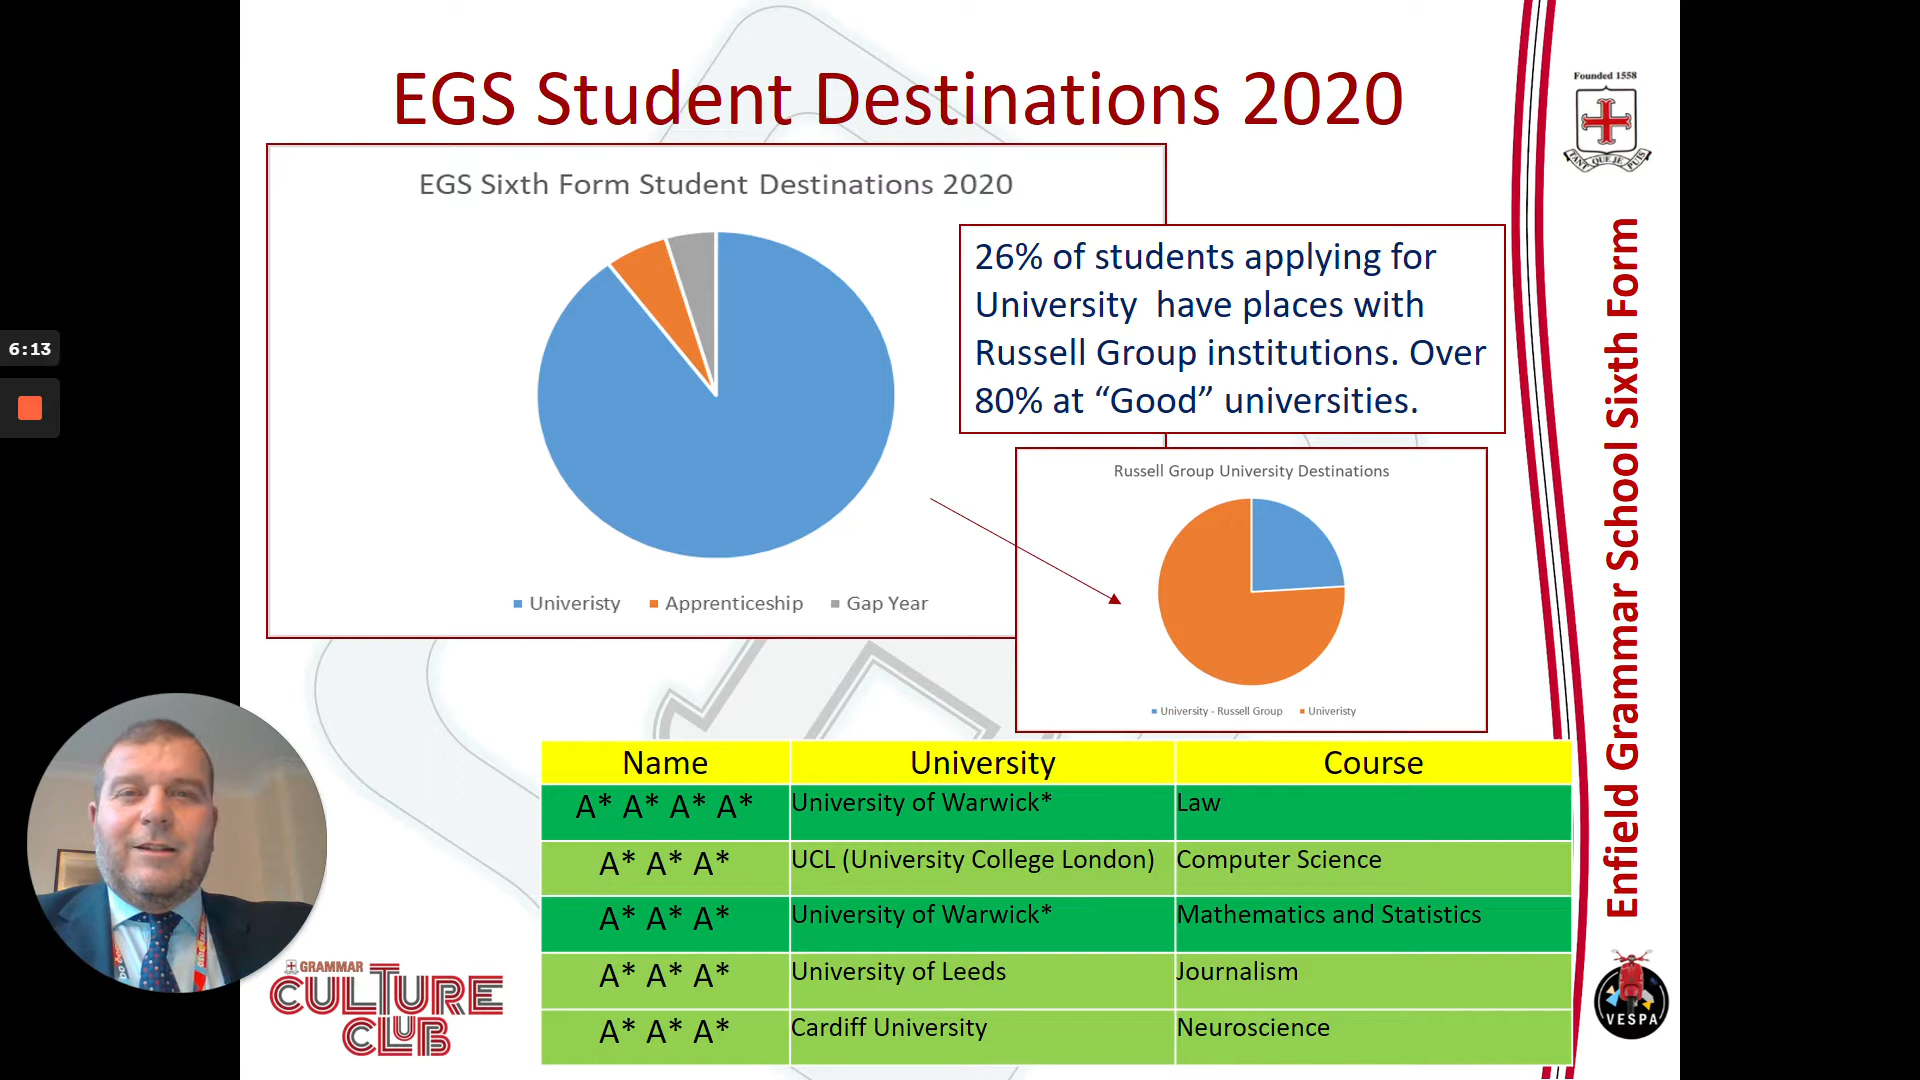 EGS Student Destinations 2020
Founded 1558
TANT QUE JE PUIS
EGS Sixth Form Student Destinations 2020
26% of students applying for
University have places with
Russell Group institutions. Over
80% at “Good” universities.
6:13
Univeristy Apprenticeship Gap Year
Russell Group University Destinations
University - Russell Group Univeristy
Enfield Grammar School Sixth Form
Name University Course
A* A* A* A* University of Warwick* Law
A* A* A* UCL (University College London) Computer Science
A* A* A* University of Warwick* Mathematics and Statistics
A* A* A* University of Leeds Journalism
A* A* A* Cardiff University Neuroscience
GRAMMAR
CULTURE
CLUB
VESPA